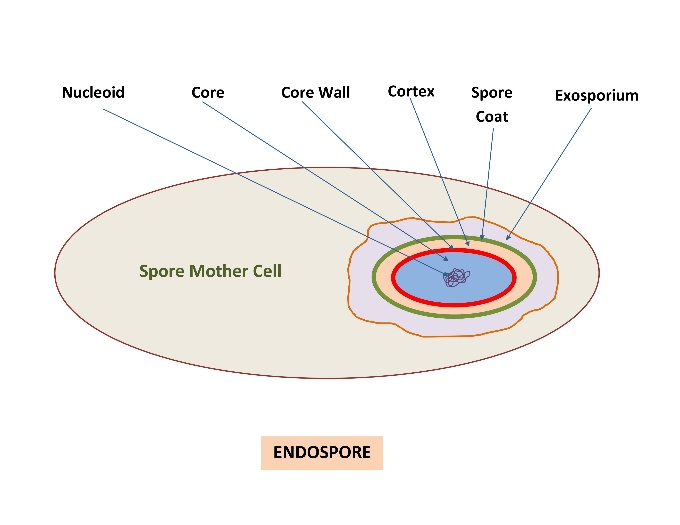 Nucleoid
Core
Core Wall
Cortex
Spore
Coat
Exosporium
Spore Mother Cell
ENDOSPORE